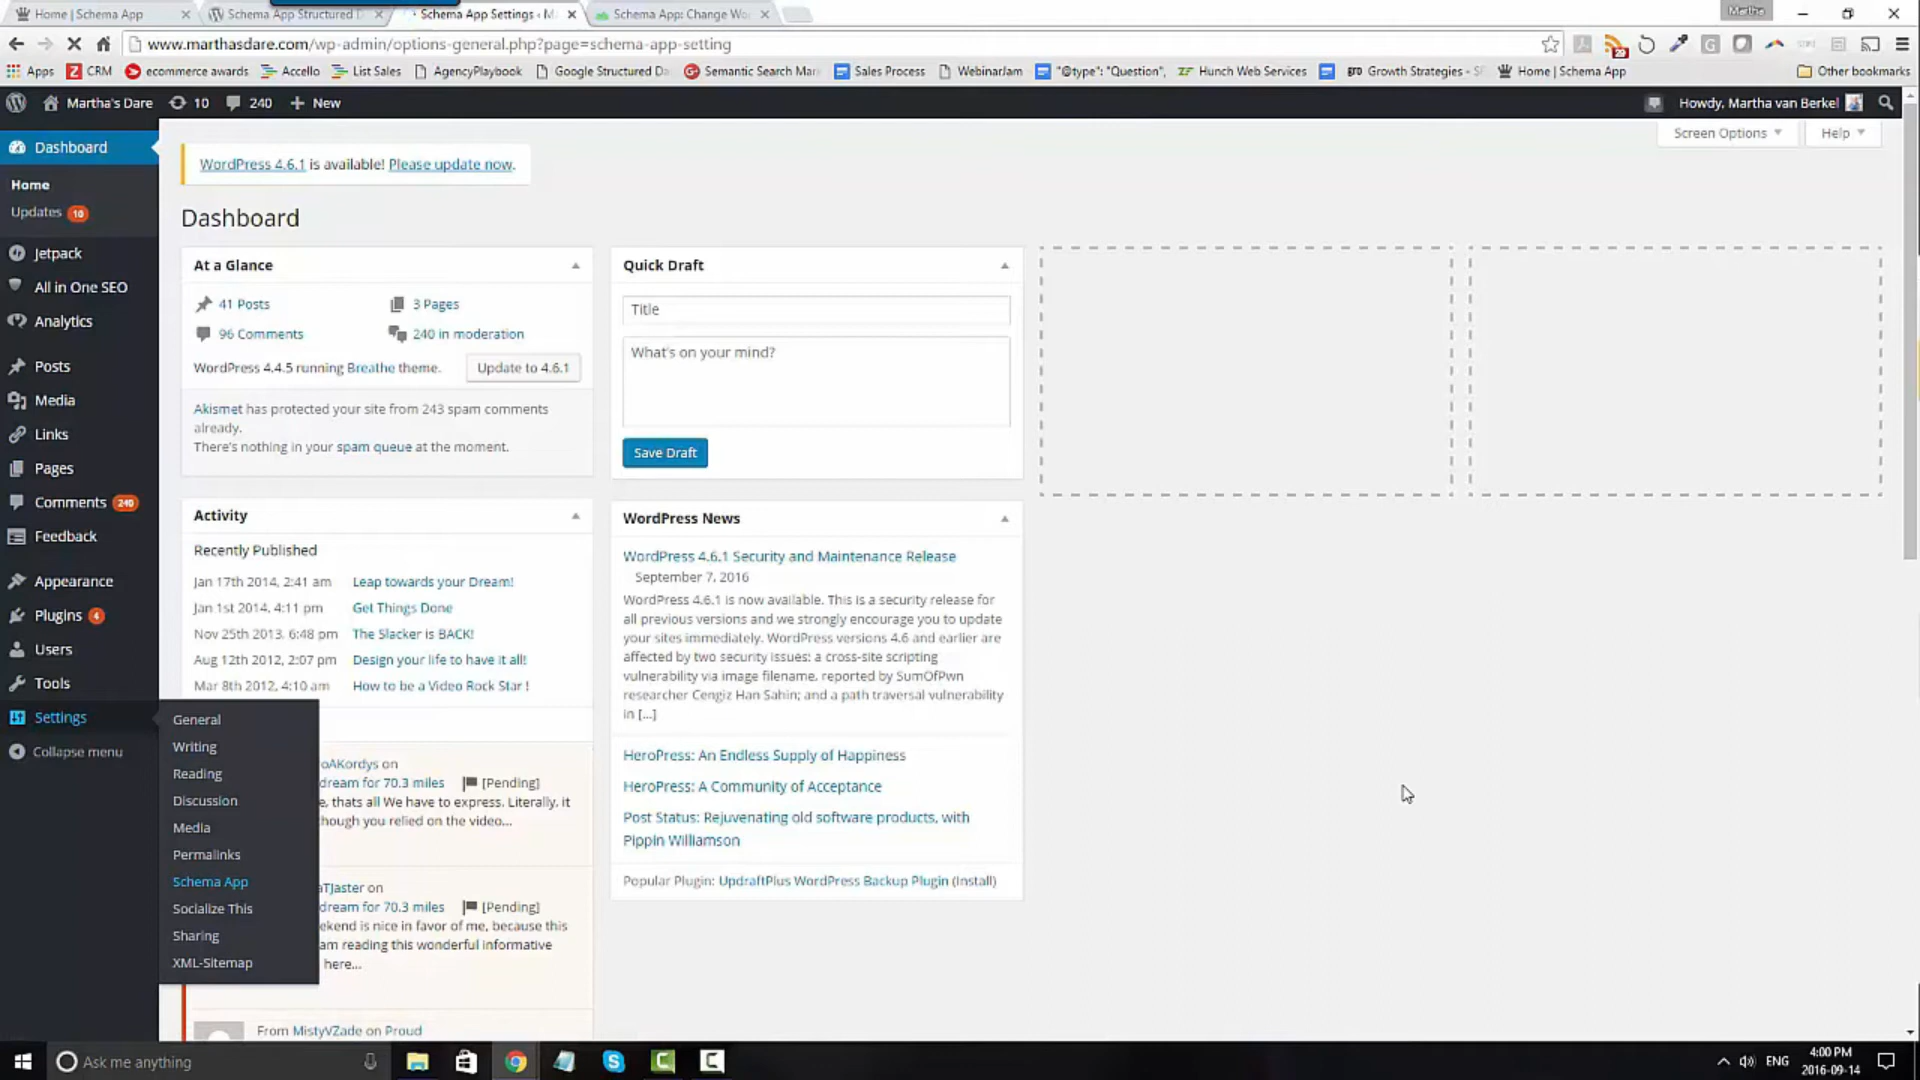 Home | Schema App
Schema App Structured D
Schema App Settings ‹ M
Schema App: Change Wo
Martha
www.marthasdare.com/wp-admin/options-general.php?page=schema-app-setting
Apps
CRM
ecommerce awards
Accello
List Sales
AgencyPlaybook
Google Structured Da
Semantic Search Mar
Sales Process
WebinarJam
"@type": "Question",
Hunch Web Services
Growth Strategies - S
Home | Schema App
Other bookmarks
Martha's Dare
10
240
New
Howdy, Martha van Berkel
Dashboard
Home
Updates 10
Jetpack
All in One SEO
Analytics
Posts
Media
Links
Pages
Comments 240
Feedback
Appearance
Plugins 4
Users
Tools
Settings
Collapse menu
General
Writing
Reading
Discussion
Media
Permalinks
Schema App
Socialize This
Sharing
XML-Sitemap
Screen Options
Help
WordPress 4.6.1 is available! Please update now.
Dashboard
At a Glance
41 Posts
3 Pages
96 Comments
240 in moderation
WordPress 4.4.5 running Breathe theme.
Update to 4.6.1
Akismet has protected your site from 243 spam comments
already.
There's nothing in your spam queue at the moment.
Activity
Recently Published
Jan 17th 2014, 2:41 am Leap towards your Dream!
Jan 1st 2014, 4:11 pm Get Things Done
Nov 25th 2013, 6:48 pm The Slacker is BACK!
Aug 12th 2012, 2:07 pm Design your life to have it all!
Mar 8th 2012, 4:10 am How to be a Video Rock Star !
oAKordys on
dream for 70.3 miles [Pending]
e, thats all We have to express. Literally, it
hough you relied on the video...
aTJaster on
dream for 70.3 miles [Pending]
ekend is nice in favor of me, because this
am reading this wonderful informative
here...
From MistyVZade on Proud
Quick Draft
Title
What's on your mind?
Save Draft
WordPress News
WordPress 4.6.1 Security and Maintenance Release
September 7, 2016
WordPress 4.6.1 is now available. This is a security release for
all previous versions and we strongly encourage you to update
your sites immediately. WordPress versions 4.6 and earlier are
affected by two security issues: a cross-site scripting
vulnerability via image filename, reported by SumOfPwn
researcher Cengiz Han Sahin; and a path traversal vulnerability
in [...]
HeroPress: An Endless Supply of Happiness
HeroPress: A Community of Acceptance
Post Status: Rejuvenating old software products, with
Pippin Williamson
Popular Plugin: UpdraftPlus WordPress Backup Plugin (Install)
Ask me anything
ENG
4:00 PM
2016-09-14